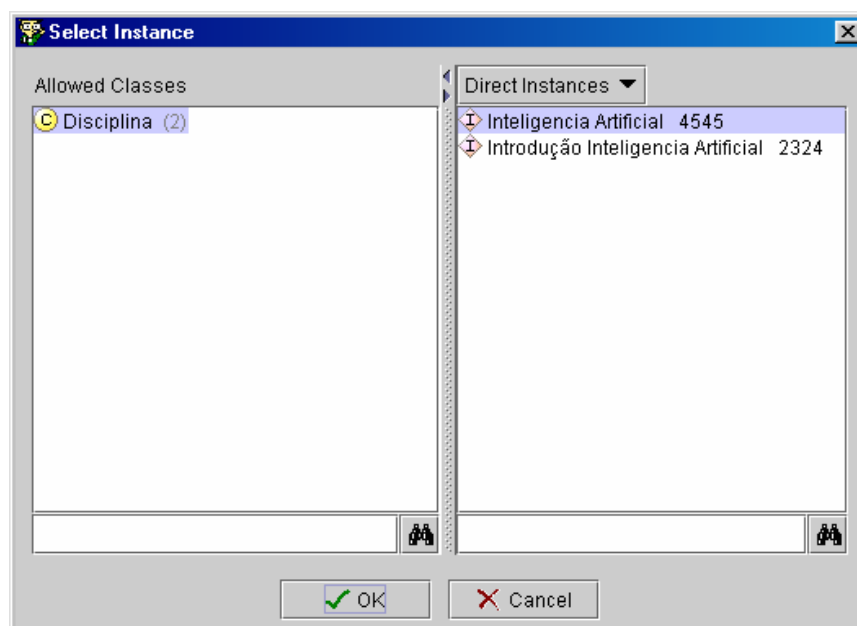 Select Instance
Allowed Classes
Direct Instances
C Disciplina (2)
I Inteligencia Artificial 4545
I Introdução Inteligencia Artificial 2324
OK
Cancel